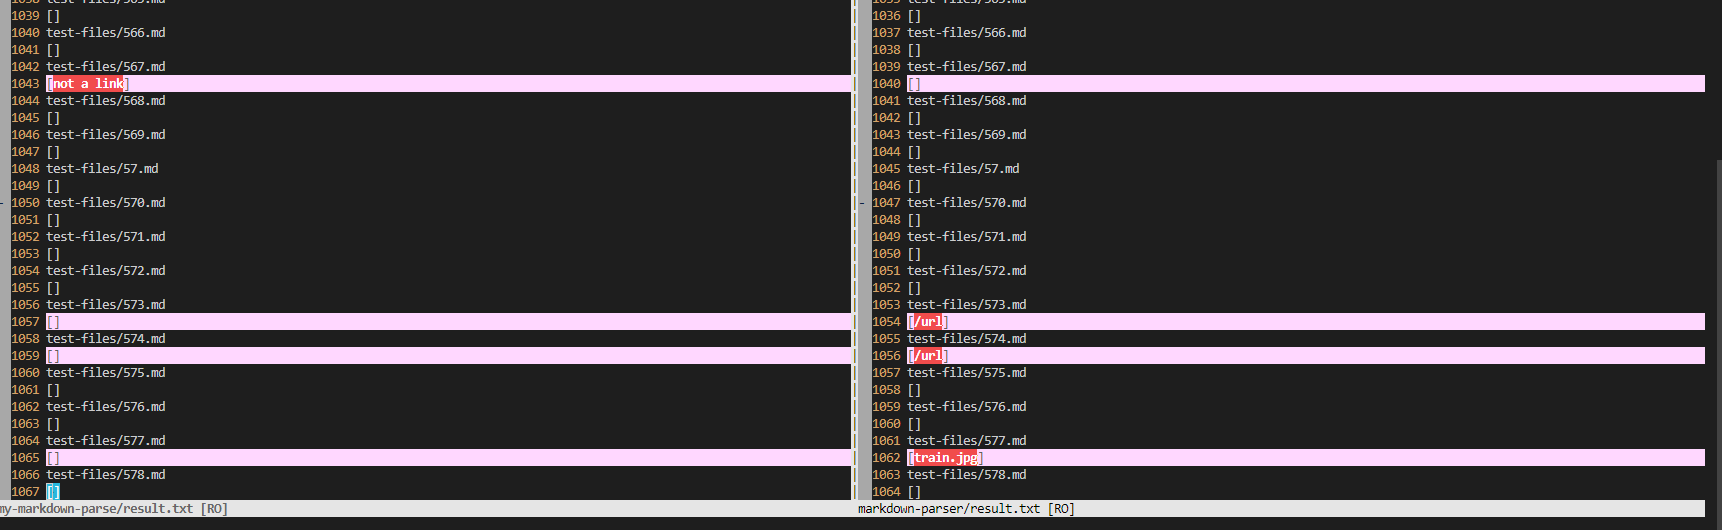 1039 []
1040 test-files/566.md
1041 []
1042 test-files/567.md
1043 [not a link]
1044 test-files/568.md
1045 []
1046 test-files/569.md
1047 []
1048 test-files/57.md
1049 []
1050 test-files/570.md
1051 []
1052 test-files/571.md
1053 []
1054 test-files/572.md
1055 []
1056 test-files/573.md
1057 []
1058 test-files/574.md
1059 []
1060 test-files/575.md
1061 []
1062 test-files/576.md
1063 []
1064 test-files/577.md
1065 []
1066 test-files/578.md
1067 []
my-markdown-parse/result.txt [RO]
1036 []
1037 test-files/566.md
1038 []
1039 test-files/567.md
1040 []
1041 test-files/568.md
1042 []
1043 test-files/569.md
1044 []
1045 test-files/57.md
1046 []
- 1047 test-files/570.md
1048 []
1049 test-files/571.md
1050 []
1051 test-files/572.md
1052 []
1053 test-files/573.md
1054 [/url]
1055 test-files/574.md
1056 [/url]
1057 test-files/575.md
1058 []
1059 test-files/576.md
1060 []
1061 test-files/577.md
1062 [train.jpg]
1063 test-files/578.md
1064 []
markdown-parser/result.txt [RO]